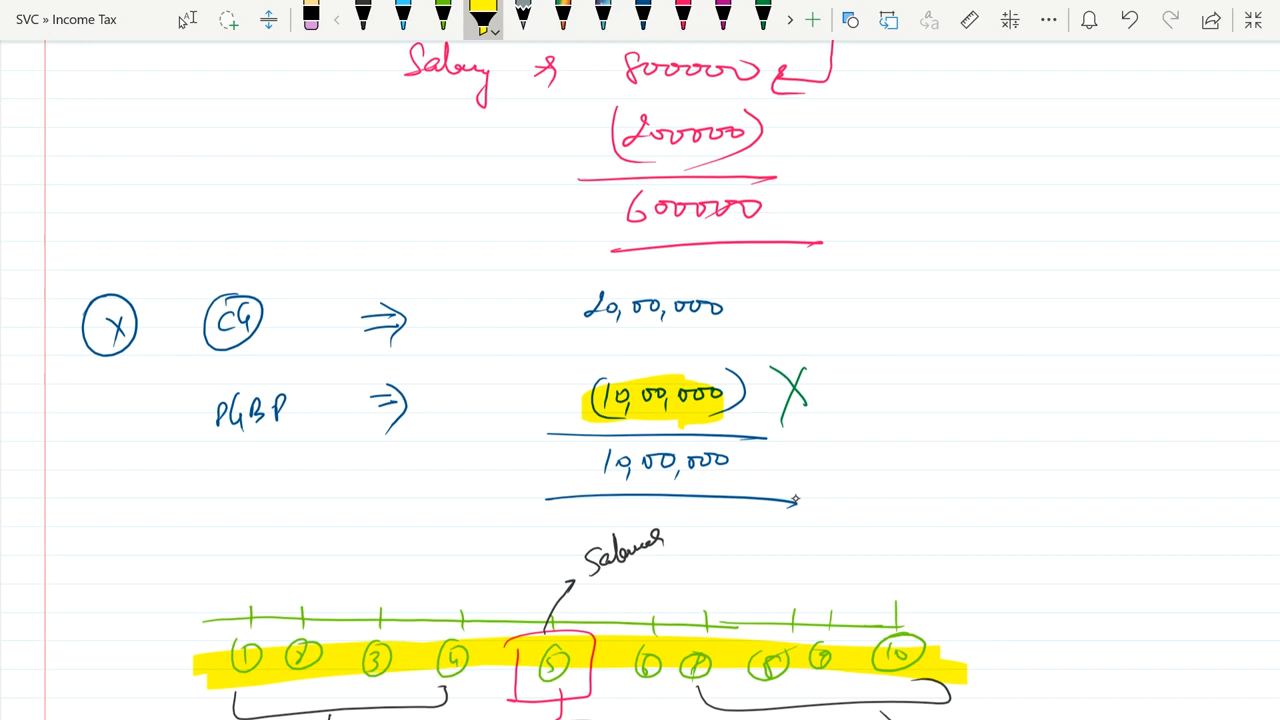 SVC » Income Tax
Salary 800000
(200000)
600000
X CG ⇒ 20,00,000
PGBP ⇒ (10,00,000) X
10,00,000
1 2 3 4 5 6 7 8 9 10